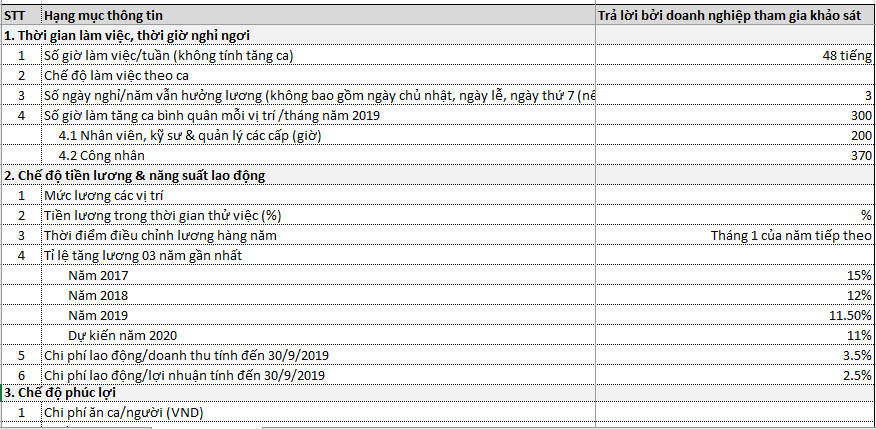 STT Hạng mục thông tin Trả lời bởi doanh nghiệp tham gia khảo sát
1. Thời gian làm việc, thời giờ nghỉ ngơi
1 Số giờ làm việc/tuần (không tính tăng ca) 48 tiếng
2 Chế độ làm việc theo ca
3 Số ngày nghỉ/năm vẫn hưởng lương (không bao gồm ngày chủ nhật, ngày lễ, ngày thứ 7 (nế 3
4 Số giờ làm tăng ca bình quân mỗi vị trí /tháng năm 2019 300
4.1 Nhân viên, kỹ sư & quản lý các cấp (giờ) 200
4.2 Công nhân 370
2. Chế độ tiền lương & năng suất lao động
1 Mức lương các vị trí
2 Tiền lương trong thời gian thử việc (%) %
3 Thời điểm điều chỉnh lương hàng năm Tháng 1 của năm tiếp theo
4 Tỉ lệ tăng lương 03 năm gần nhất
Năm 2017 15%
Năm 2018 12%
Năm 2019 11.50%
Dự kiến năm 2020 11%
5 Chi phí lao động/doanh thu tính đến 30/9/2019 3.5%
6 Chi phí lao động/lợi nhuận tính đến 30/9/2019 2.5%
3. Chế độ phúc lợi
1 Chi phí ăn ca/người (VND)